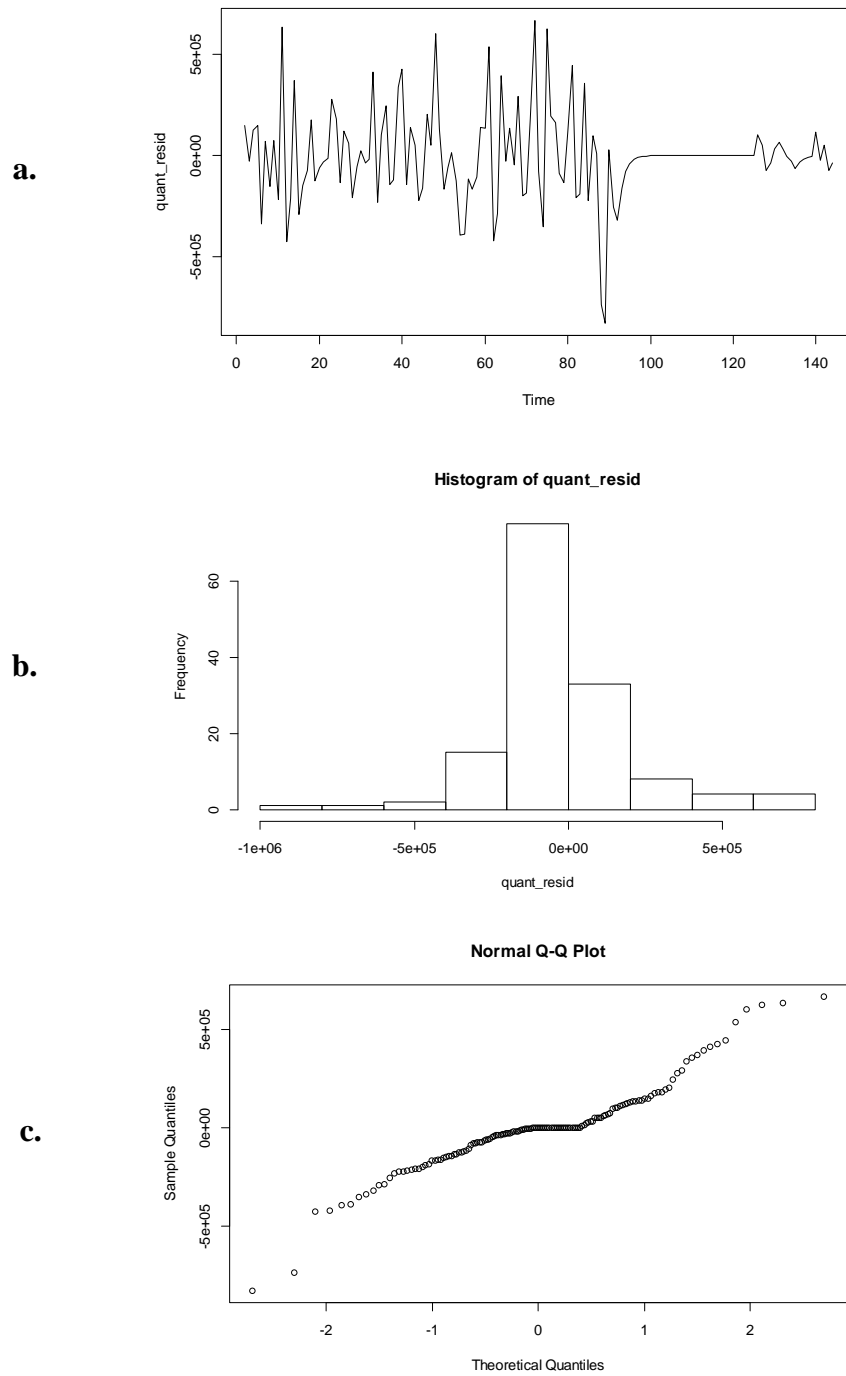 a.
quant_resid
5e+05
0e+00
-5e+05
0 20 40 60 80 100 120 140
Time
b.
Histogram of quant_resid
Frequency
60
40
20
0
-1e+06 -5e+05 0e+00 5e+05
quant_resid
c.
Normal Q-Q Plot
Sample Quantiles
5e+05
0e+00
-5e+05
-2 -1 0 1 2
Theoretical Quantiles